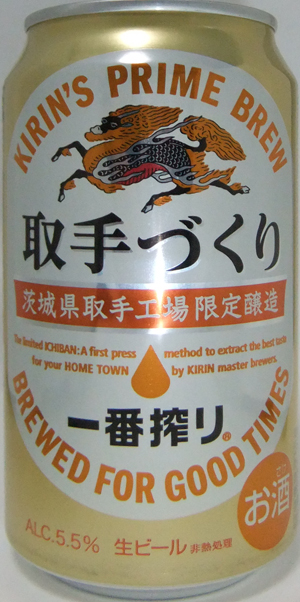 KIRIN'S PRIME BREW
取手づくり
茨城県取手工場限定醸造
The limited ICHIBAN: A first press method to extract the best taste
for your HOME TOWN by KIRIN master brewers.
一番搾り®
BREWED FOR GOOD TIMES
お酒
ALC.5.5% 生ビール 非熱処理